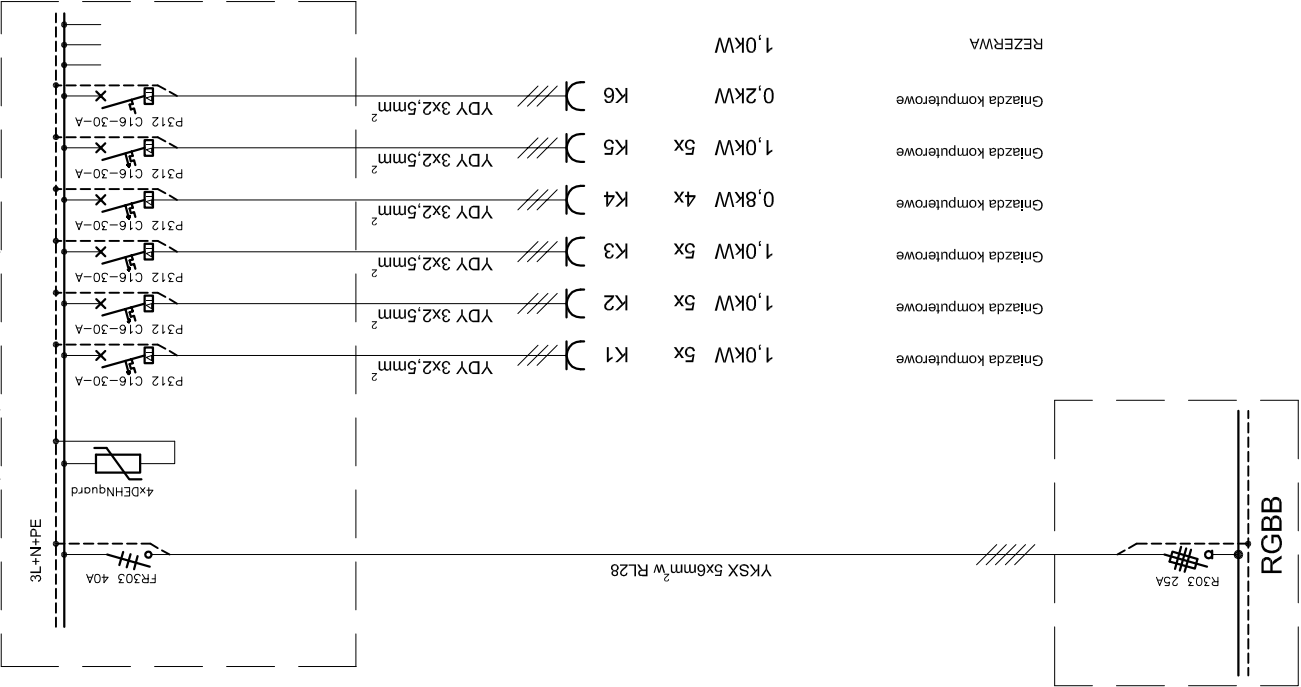 RGBB
R303 25A
YKSX 5x6mm²w RL28
FR303 40A
3L+N+PE
4xDEHNguard
Gniazda komputerowe 1,0kW 5x K1 YDY 3x2,5mm² P312 C16-30-A
Gniazda komputerowe 1,0kW 5x K2 YDY 3x2,5mm² P312 C16-30-A
Gniazda komputerowe 1,0kW 5x K3 YDY 3x2,5mm² P312 C16-30-A
Gniazda komputerowe 0,8kW 4x K4 YDY 3x2,5mm² P312 C16-30-A
Gniazda komputerowe 1,0kW 5x K5 YDY 3x2,5mm² P312 C16-30-A
Gniazda komputerowe 0,2kW K6 YDY 3x2,5mm² P312 C16-30-A
REZERWA 1,0kW